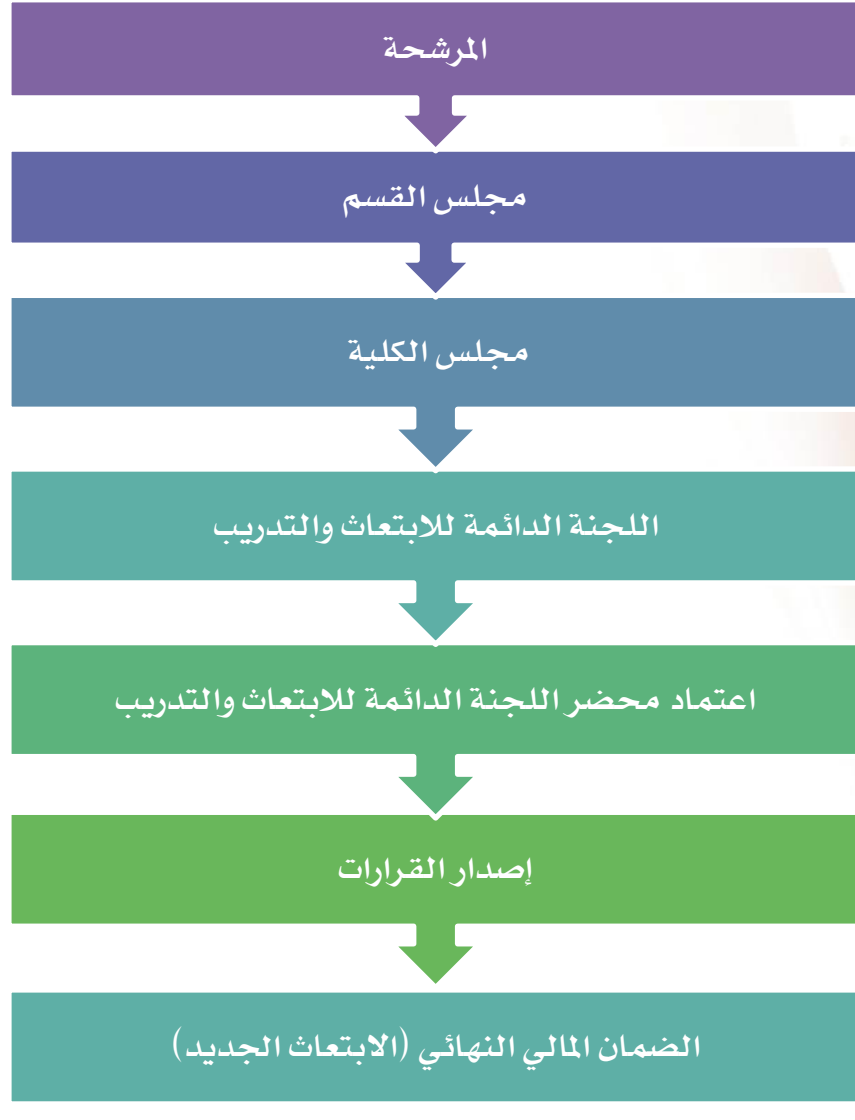 المرشحة
مجلس القسم
مجلس الكلية
اللجنة الدائمة للابتعاث والتدريب
اعتماد محضر اللجنة الدائمة للابتعاث والتدريب
إصدار القرارات
الضمان المالي النهائي (الابتعاث الجديد)